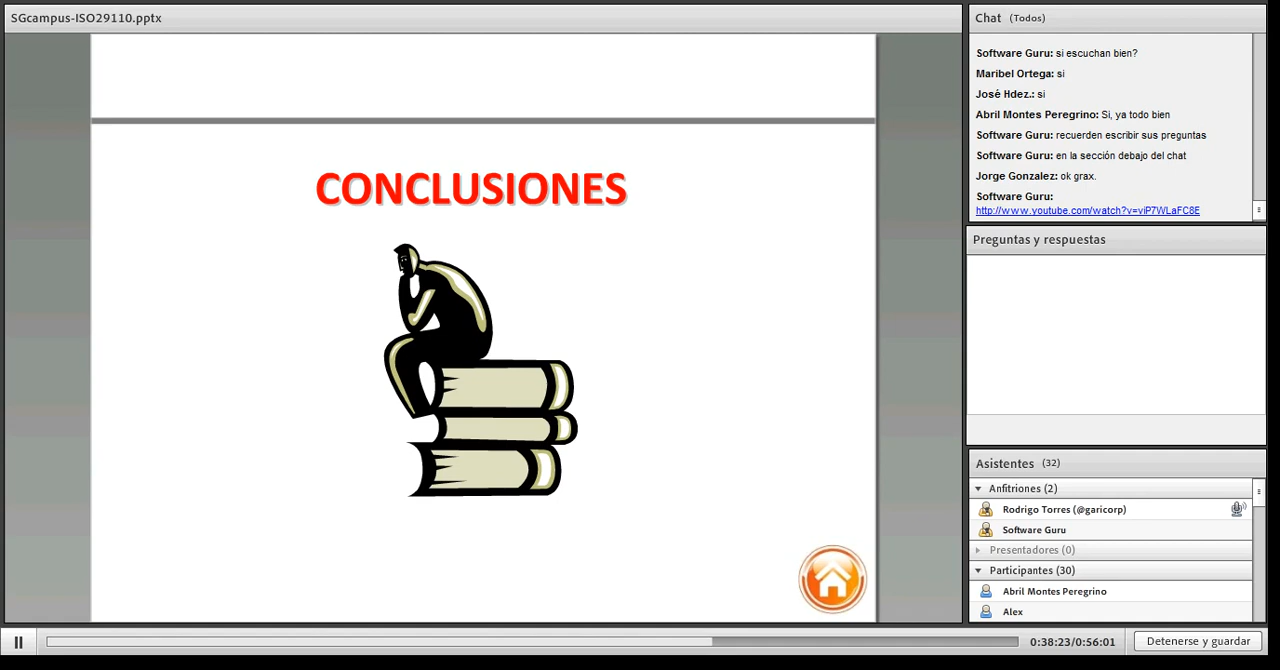 SGcampus-ISO29110.pptx
CONCLUSIONES
Chat (Todos)
Software Guru: si escuchan bien?
Maribel Ortega: si
José Hdez.: si
Abril Montes Peregrino: Si, ya todo bien
Software Guru: recuerden escribir sus preguntas
Software Guru: en la sección debajo del chat
Jorge Gonzalez: ok grax.
Software Guru:
http://www.youtube.com/watch?v=viP7WLaFC8E
Preguntas y respuestas
Asistentes (32)
Anfitriones (2)
Rodrigo Torres (@garicorp)
Software Guru
Presentadores (0)
Participantes (30)
Abril Montes Peregrino
Alex
0:38:23/0:56:01
Detenerse y guardar